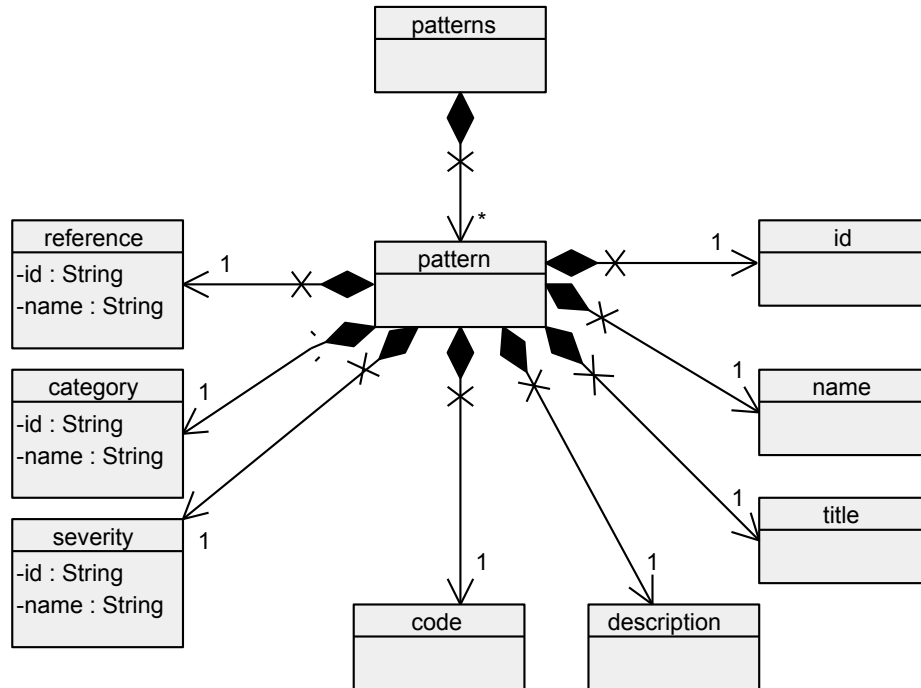 patterns
*
reference
-id : String
-name : String
1
pattern
1
id
category
-id : String
-name : String
1
1
name
severity
-id : String
-name : String
1
1
title
1
code
1
description